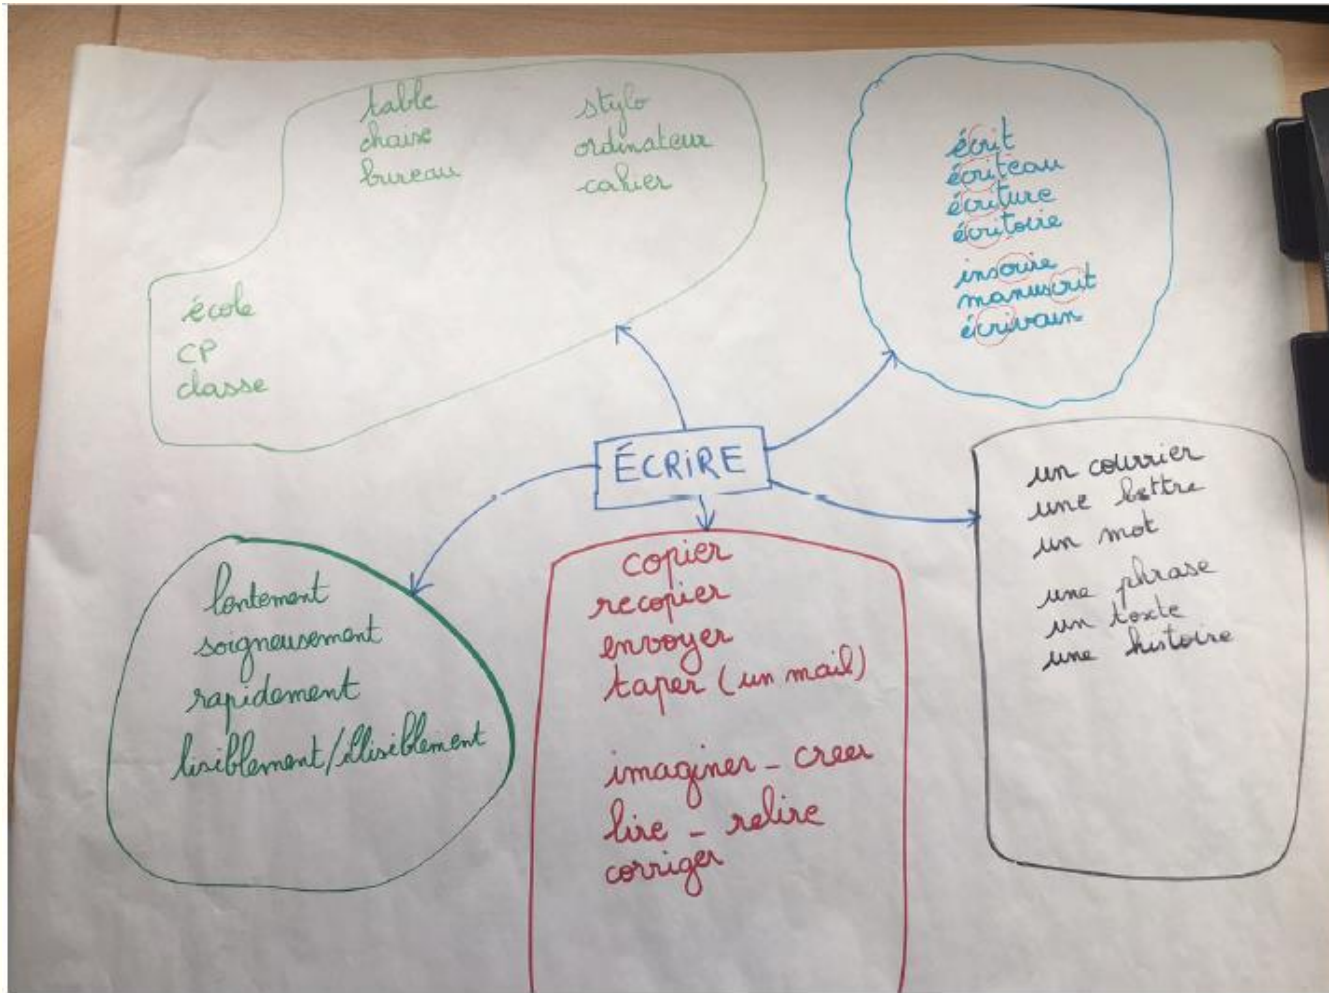 table
chaise
bureau
stylo
ordinateur
cahier
école
CP
classe
écrit
écriteau
écriture
écritoire
inscrire
manuscrit
écrivain
ÉCRIRE
lentement
soigneusement
rapidement
lisiblement/illisiblement
copier
recopier
envoyer
taper (un mail)
imaginer - creer
lire - relire
corriger
un courrier
une lettre
un mot
une phrase
un texte
une histoire